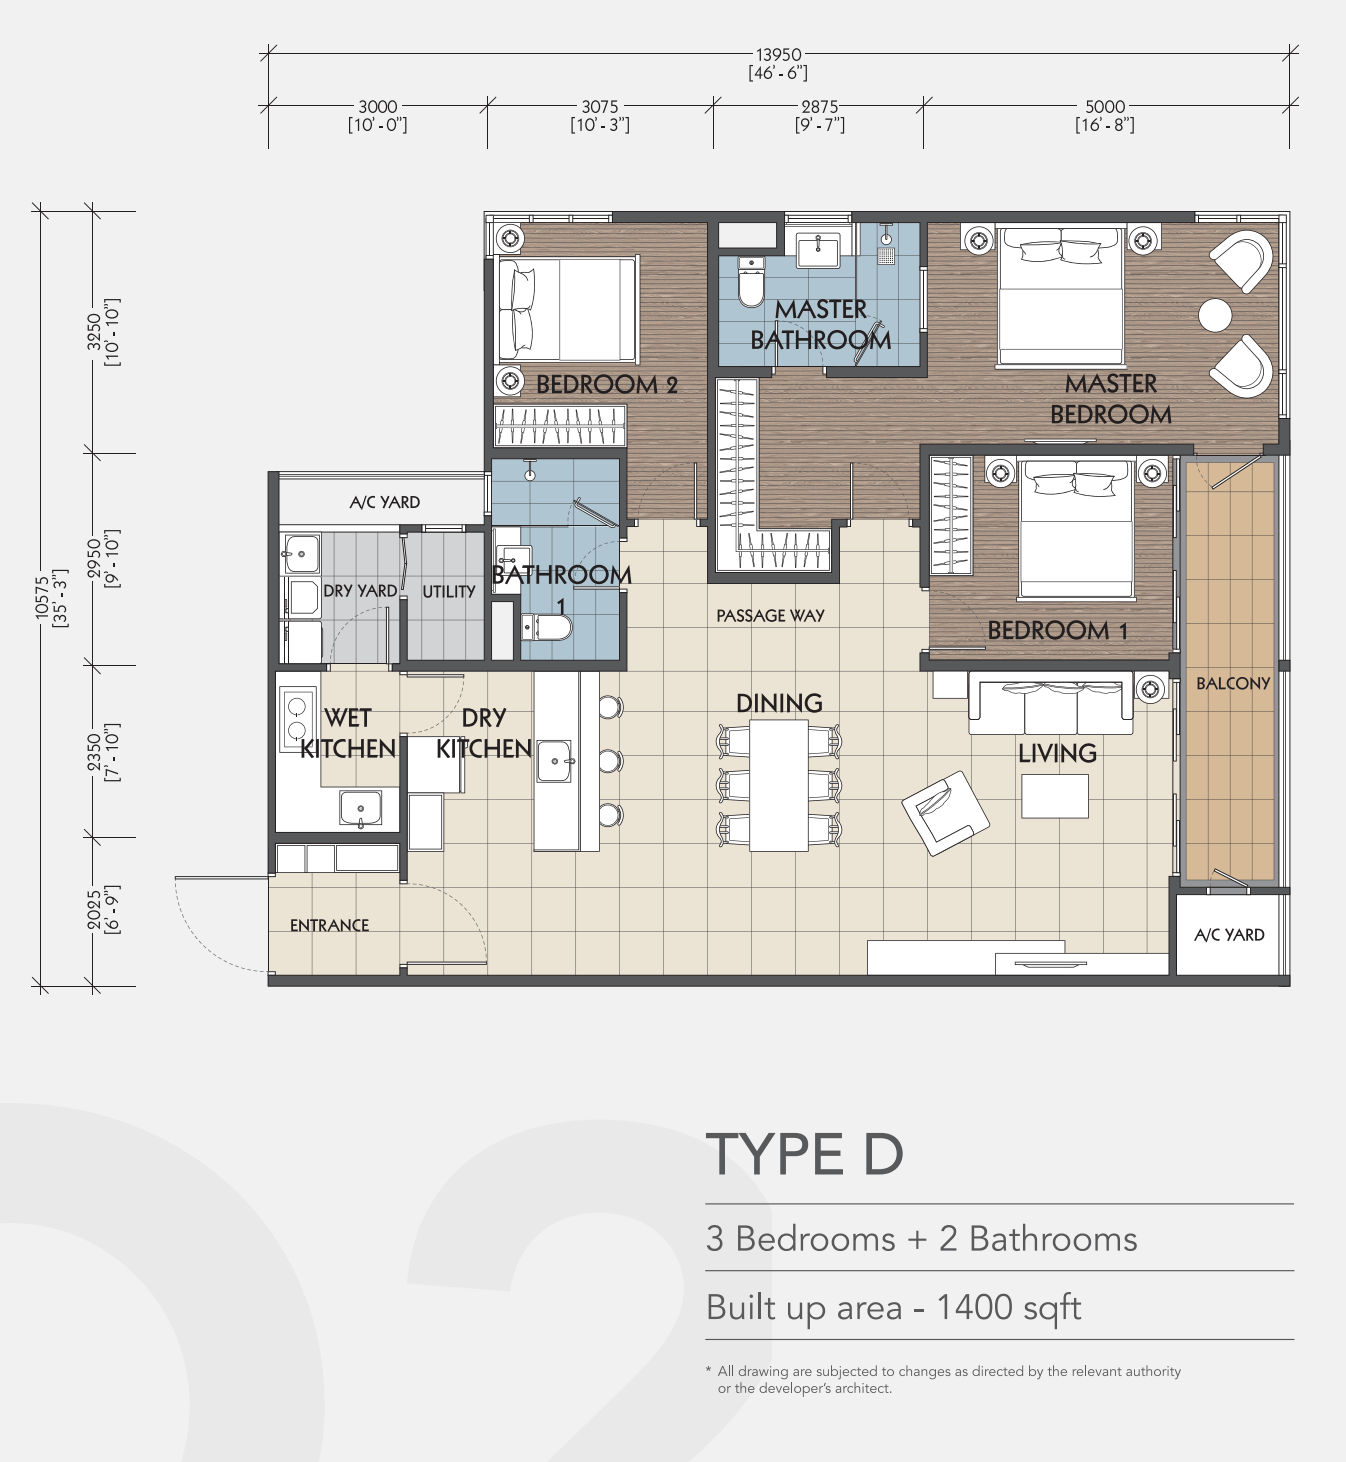 13950
[46' - 6"]
3000
[10' - 0"]
3075
[10' - 3"]
2875
[9' - 7"]
5000
[16' - 8"]
10575
[35' - 3"]
3250
[10' - 10"]
2950
[9' - 10"]
2350
[7' - 10"]
2025
[6' - 9"]
MASTER
BATHROOM
BEDROOM 2
MASTER
BEDROOM
A/C YARD
DRY YARD
UTILITY
BATHROOM
1
PASSAGE WAY
BEDROOM 1
BALCONY
WET
KITCHEN
DRY
KITCHEN
DINING
LIVING
ENTRANCE
A/C YARD
02
TYPE D
3 Bedrooms + 2 Bathrooms
Built up area - 1400 sqft
* All drawing are subjected to changes as directed by the relevant authority
or the developer's architect.